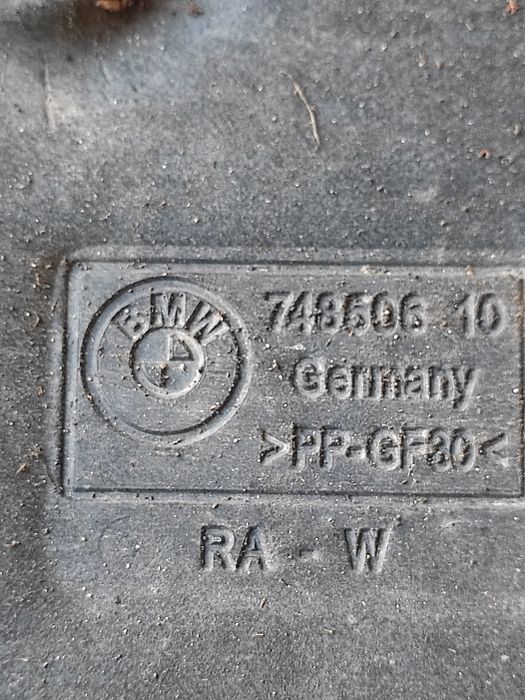 BMW
748506 10
Germany
>PP-GF30<
RA - W